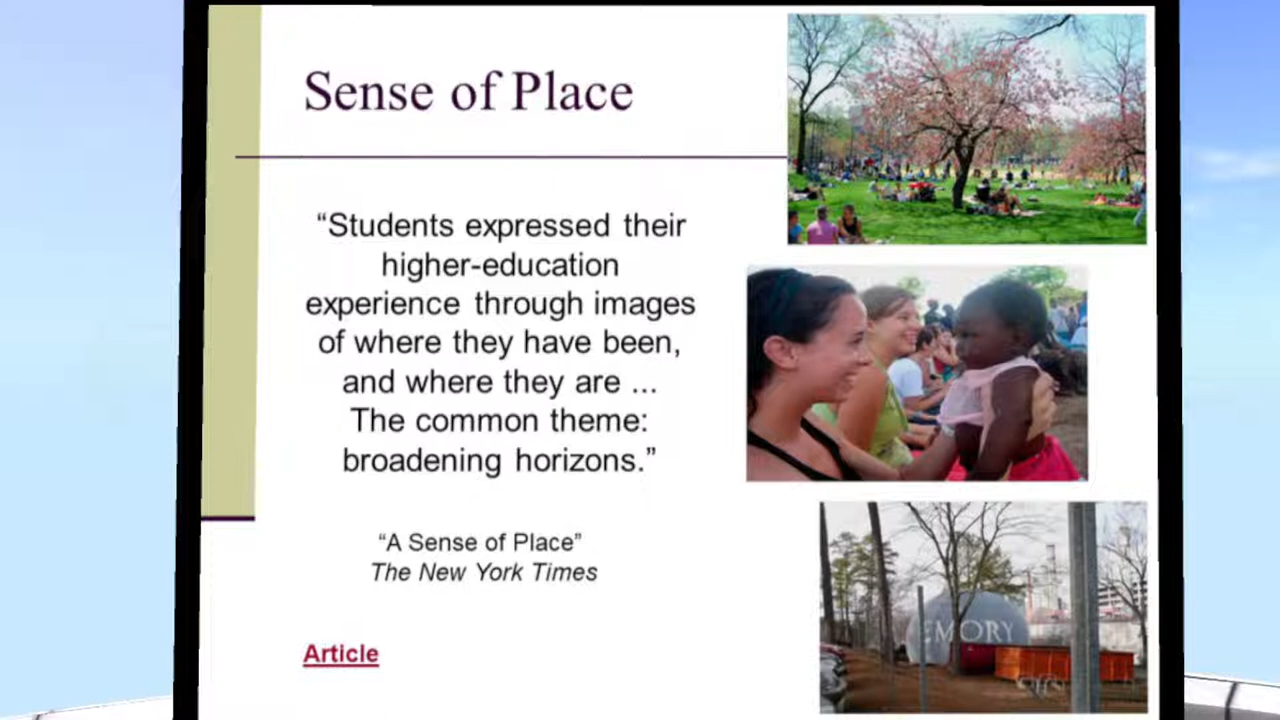 Sense of Place
“Students expressed their
higher-education
experience through images
of where they have been,
and where they are ...
The common theme:
broadening horizons.”
“A Sense of Place”
The New York Times
Article
EMORY